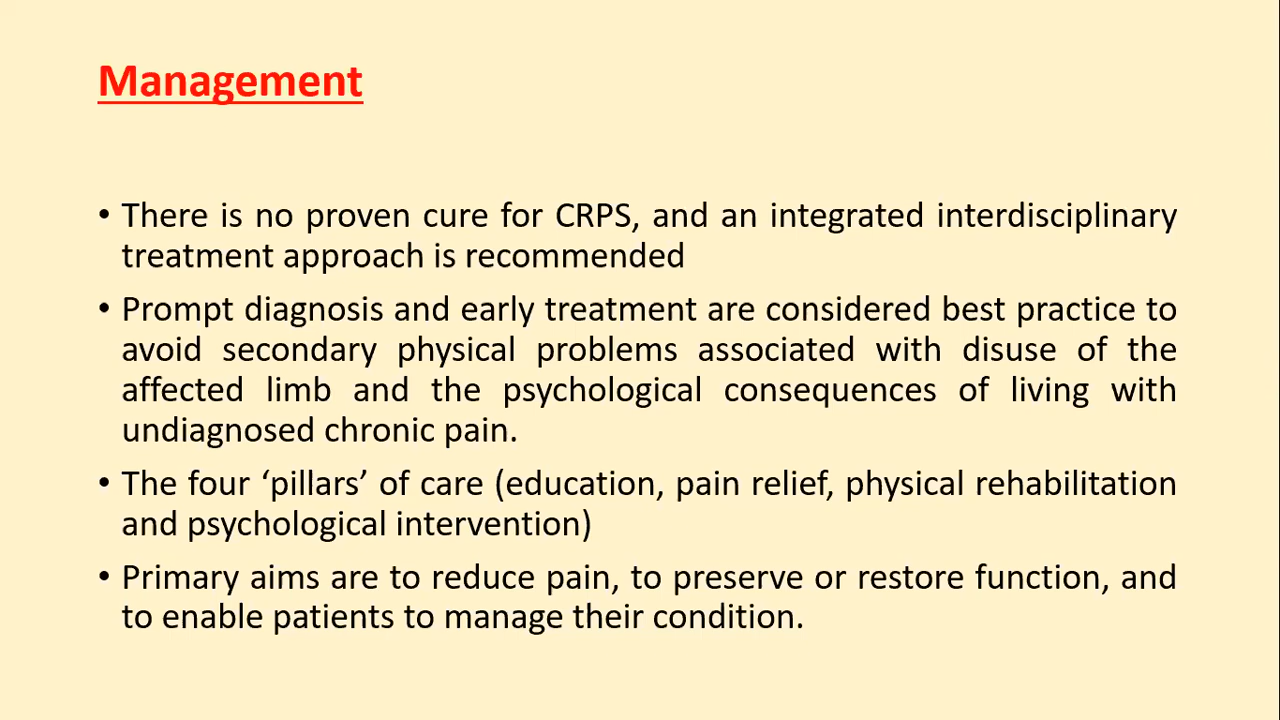 Management
• There is no proven cure for CRPS, and an integrated interdisciplinary
treatment approach is recommended
• Prompt diagnosis and early treatment are considered best practice to
avoid secondary physical problems associated with disuse of the
affected limb and the psychological consequences of living with
undiagnosed chronic pain.
• The four ‘pillars’ of care (education, pain relief, physical rehabilitation
and psychological intervention)
• Primary aims are to reduce pain, to preserve or restore function, and
to enable patients to manage their condition.